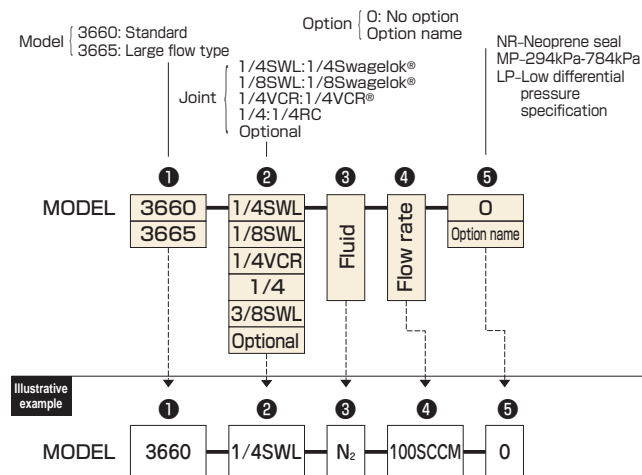 Model
3660: Standard
3665: Large flow type
Joint
1/4SWL:1/4Swagelok®
1/8SWL:1/8Swagelok®
1/4VCR:1/4VCR®
1/4:1/4RC
Optional
Option
0: No option
Option name
NR-Neoprene seal
MP-294kPa-784kPa
LP-Low differential
pressure
specification
❶ ❷ ❸ ❹ ❺
MODEL 3660 1/4SWL Fluid Flow rate 0
3665 1/8SWL Option name
1/4VCR
1/4
3/8SWL
Optional
Illustrative
example
❶ ❷ ❸ ❹ ❺
MODEL 3660 1/4SWL N₂ 100SCCM 0